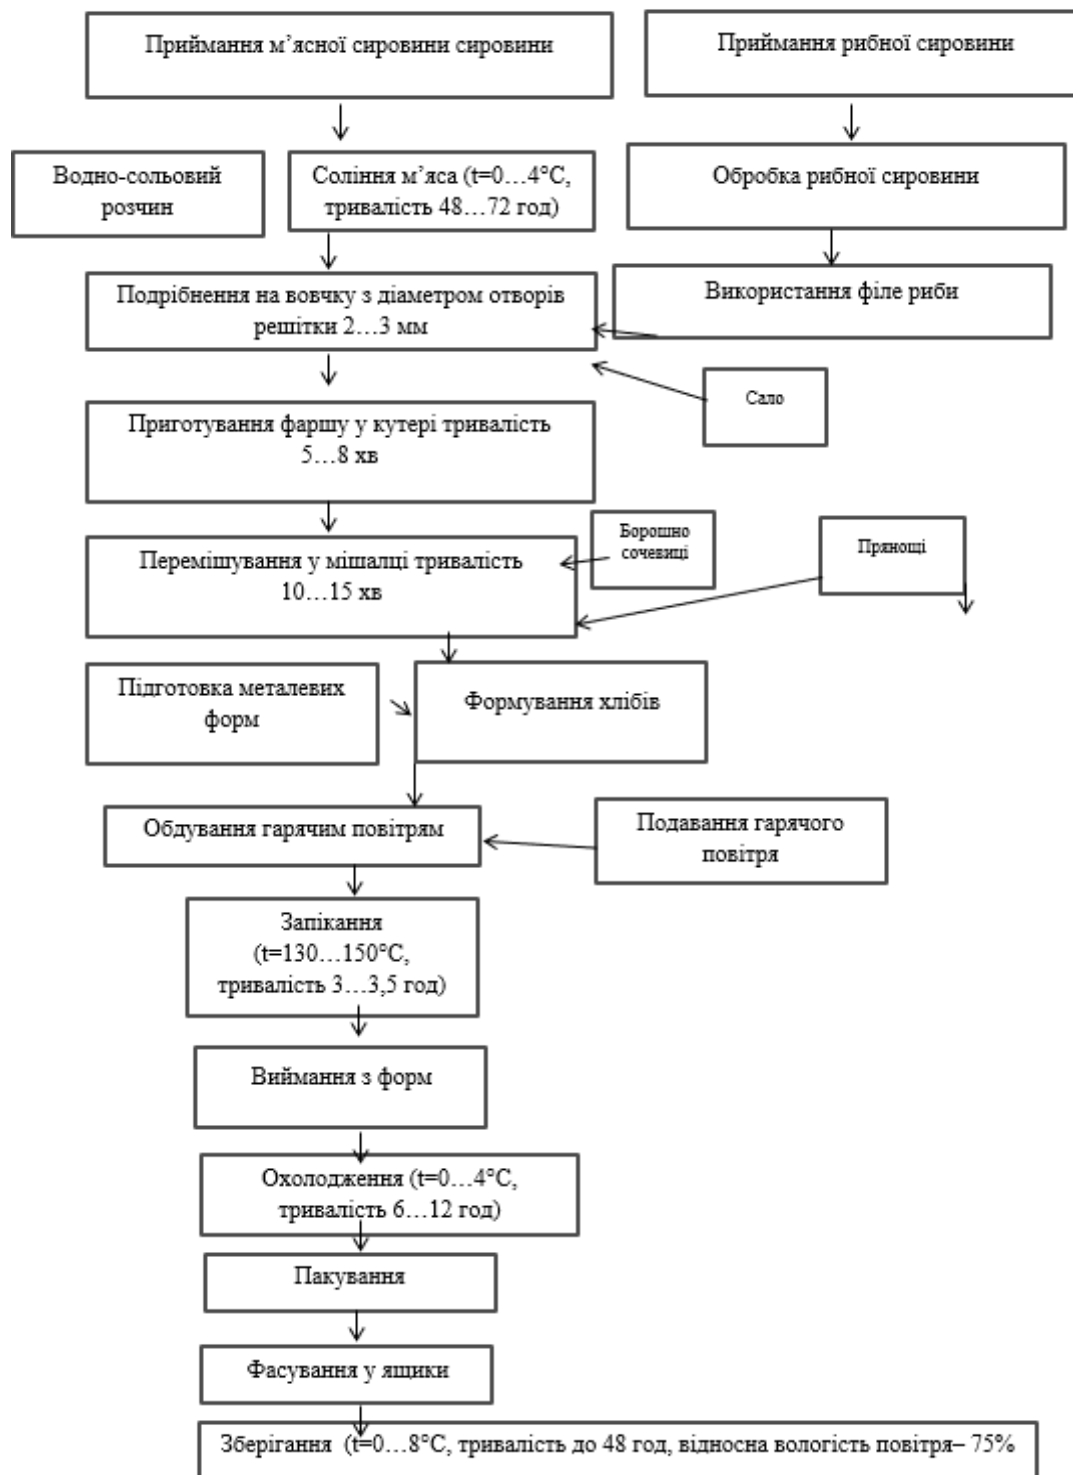 Приймання м’ясної сировини сировини
Приймання рибної сировини
Водно-сольовий
розчин
Соління м’яса (t=0…4°C,
тривалість 48…72 год)
Обробка рибної сировини
Подрібнення на вовчку з діаметром отворів
решітки 2…3 мм
Використання філе риби
Сало
Приготування фаршу у кутері тривалість
5…8 хв
Перемішування у мішалці тривалість
10…15 хв
Борошно
сочевиці
Прянощі
Підготовка металевих
форм
Формування хлібів
Обдування гарячим повітрям
Подавання гарячого
повітря
Запікання
(t=130…150°C,
тривалість 3…3,5 год)
Виймання з форм
Охолодження (t=0…4°C,
тривалість 6…12 год)
Пакування
Фасування у ящики
Зберігання (t=0…8°C, тривалість до 48 год, відносна вологість повітря– 75%